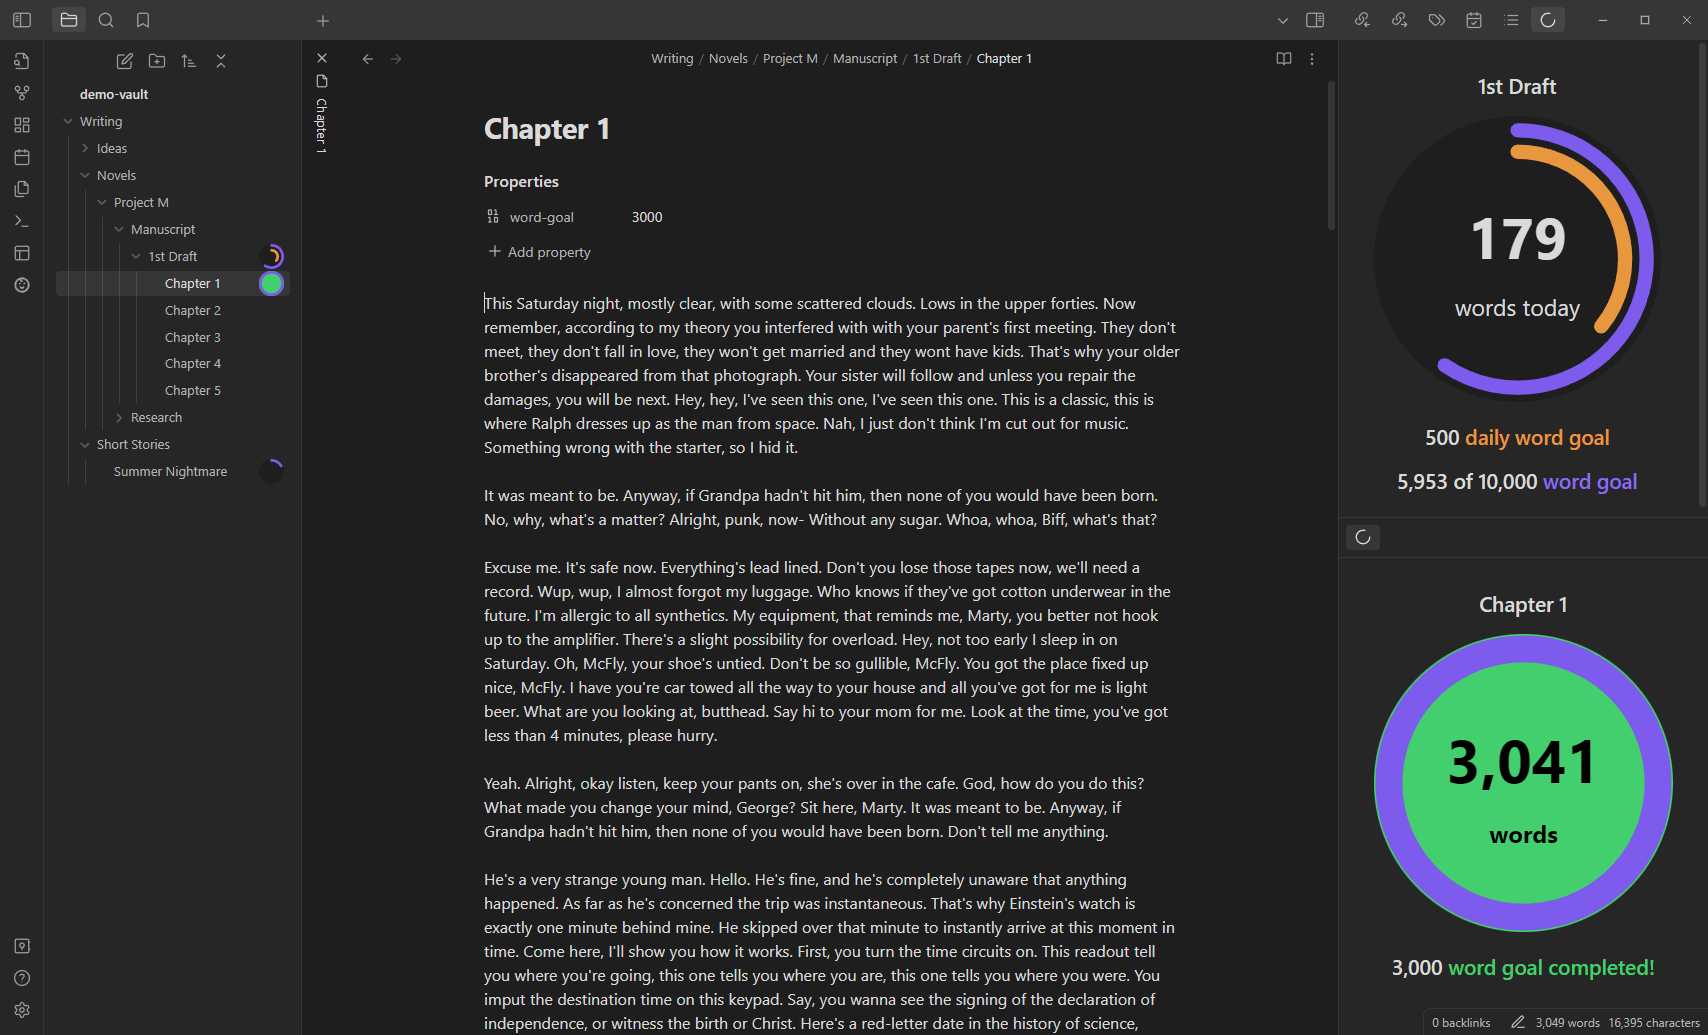 demo-vault
Writing
Ideas
Novels
Project M
Manuscript
1st Draft
Chapter 1
Chapter 2
Chapter 3
Chapter 4
Chapter 5
Research
Short Stories
Summer Nightmare
Chapter 1
Writing / Novels / Project M / Manuscript / 1st Draft / Chapter 1
Chapter 1
Properties
word-goal 3000
Add property
This Saturday night, mostly clear, with some scattered clouds. Lows in the upper forties. Now
remember, according to my theory you interfered with with your parent's first meeting. They don't
meet, they don't fall in love, they won't get married and they wont have kids. That's why your older
brother's disappeared from that photograph. Your sister will follow and unless you repair the
damages, you will be next. Hey, hey, I've seen this one, I've seen this one. This is a classic, this is
where Ralph dresses up as the man from space. Nah, I just don't think I'm cut out for music.
Something wrong with the starter, so I hid it.
It was meant to be. Anyway, if Grandpa hadn't hit him, then none of you would have been born.
No, why, what's a matter? Alright, punk, now- Without any sugar. Whoa, whoa, Biff, what's that?
Excuse me. It's safe now. Everything's lead lined. Don't you lose those tapes now, we'll need a
record. Wup, wup, I almost forgot my luggage. Who knows if they've got cotton underwear in the
future. I'm allergic to all synthetics. My equipment, that reminds me, Marty, you better not hook
up to the amplifier. There's a slight possibility for overload. Hey, not too early I sleep in on
Saturday. Oh, McFly, your shoe's untied. Don't be so gullible, McFly. You got the place fixed up
nice, McFly. I have you're car towed all the way to your house and all you've got for me is light
beer. What are you looking at, butthead. Say hi to your mom for me. Look at the time, you've got
less than 4 minutes, please hurry.
Yeah. Alright, okay listen, keep your pants on, she's over in the cafe. God, how do you do this?
What made you change your mind, George? Sit here, Marty. It was meant to be. Anyway, if
Grandpa hadn't hit him, then none of you would have been born. Don't tell me anything.
He's a very strange young man. Hello. He's fine, and he's completely unaware that anything
happened. As far as he's concerned the trip was instantaneous. That's why Einstein's watch is
exactly one minute behind mine. He skipped over that minute to instantly arrive at this moment in
time. Come here, I'll show you how it works. First, you turn the time circuits on. This readout tell
you where you're going, this one tells you where you are, this one tells you where you were. You
imput the destination time on this keypad. Say, you wanna see the signing of the declaration of
independence, or witness the birth or Christ. Here's a red-letter date in the history of science,
1st Draft
179
words today
500 daily word goal
5,953 of 10,000 word goal
Chapter 1
3,041
words
3,000 word goal completed!
0 backlinks 3,049 words 16,395 characters